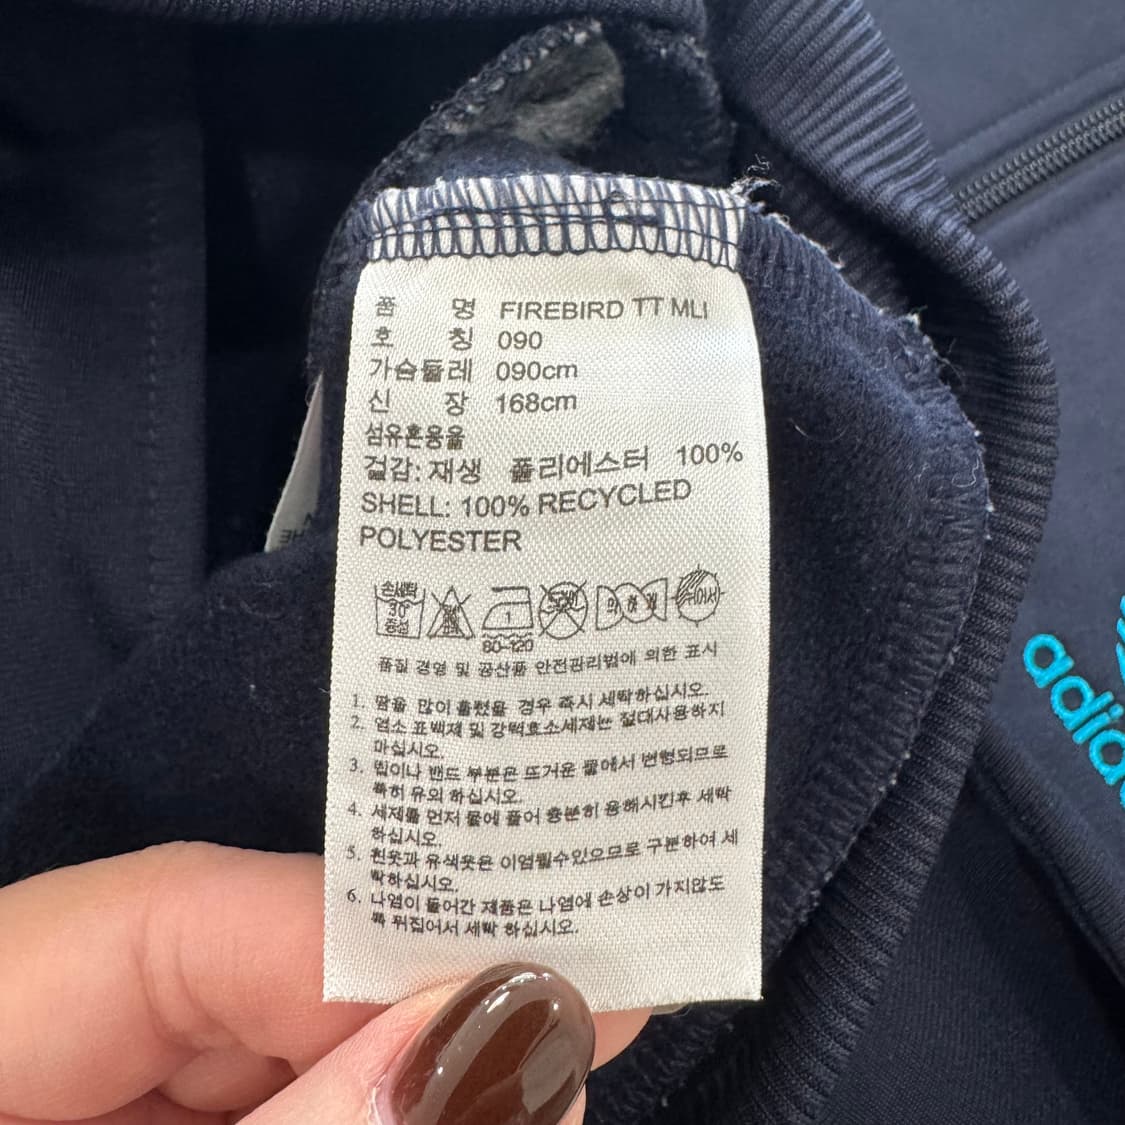 품 명 FIREBIRD TT MLI
호 칭 090
가슴둘레 090cm
신 장 168cm
섬유혼용율
겉감: 재생 폴리에스터 100%
SHELL: 100% RECYCLED
POLYESTER
손세탁
30°
중성
1
80-120
드라이
품질 경영 및 공산품 안전관리법에 의한 표시
1. 땀을 많이 흘렸을 경우 즉시 세탁하십시오.
2. 염소 표백제 및 강력효소세제는 절대사용하지
마십시오.
3. 립이나 밴드 부분은 뜨거운 물에서 변형되므로
특히 유의 하십시오.
4. 세제를 먼저 물에 풀어 충분히 용해시킨후 세탁
하십시오.
5. 흰옷과 유색옷은 이염될수있으므로 구분하여 세
탁하십시오.
6. 나염이 들어간 제품은 나염에 손상이 가지않도
록 뒤집어서 세탁 하십시오.
adidas